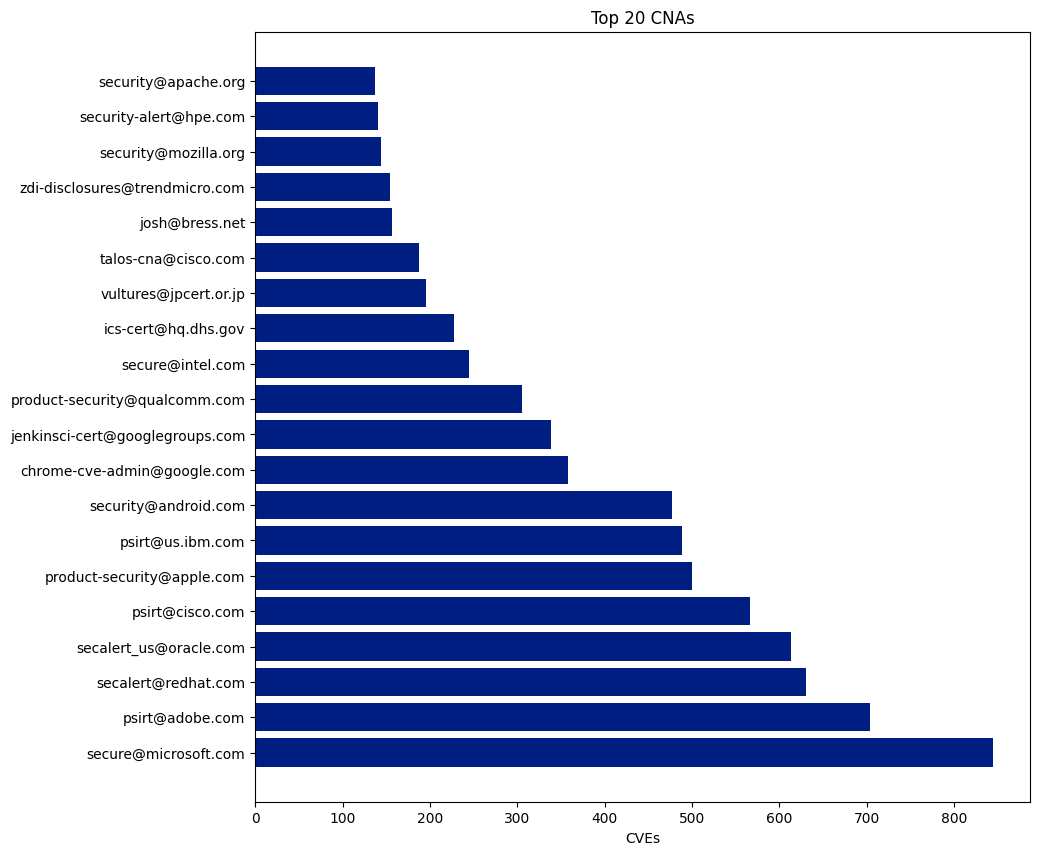 Top 20 CNAs
security@apache.org
security-alert@hpe.com
security@mozilla.org
zdi-disclosures@trendmicro.com
josh@bress.net
talos-cna@cisco.com
vultures@jpcert.or.jp
ics-cert@hq.dhs.gov
secure@intel.com
product-security@qualcomm.com
jenkinsci-cert@googlegroups.com
chrome-cve-admin@google.com
security@android.com
psirt@us.ibm.com
product-security@apple.com
psirt@cisco.com
secalert_us@oracle.com
secalert@redhat.com
psirt@adobe.com
secure@microsoft.com
0 100 200 300 400 500 600 700 800
CVEs